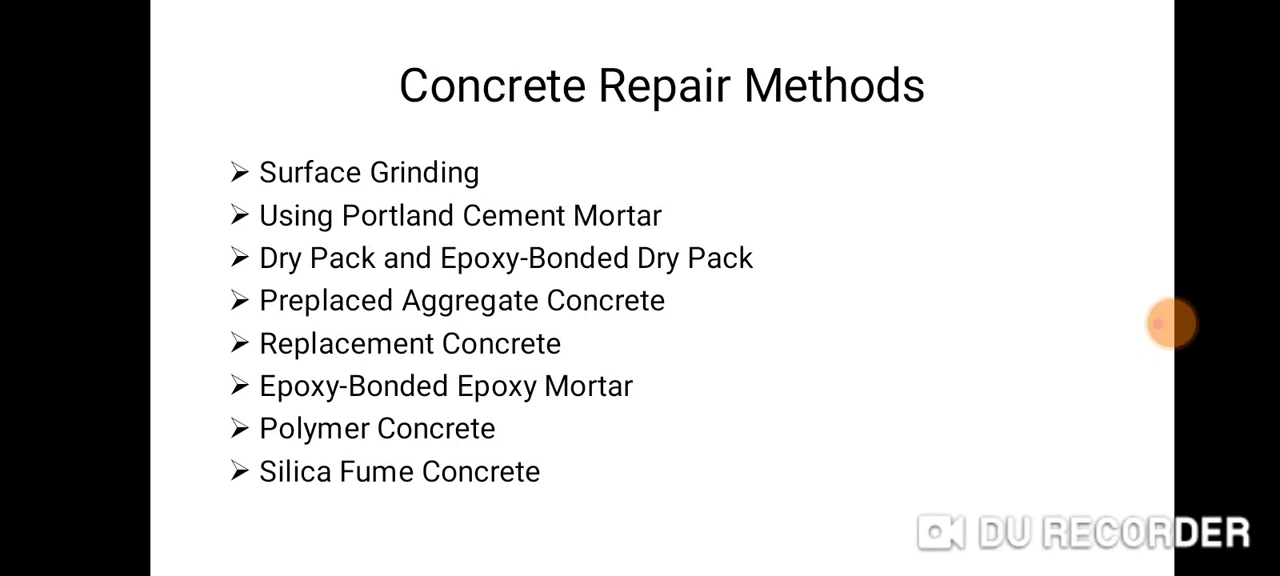 Concrete Repair Methods
➢ Surface Grinding
➢ Using Portland Cement Mortar
➢ Dry Pack and Epoxy-Bonded Dry Pack
➢ Preplaced Aggregate Concrete
➢ Replacement Concrete
➢ Epoxy-Bonded Epoxy Mortar
➢ Polymer Concrete
➢ Silica Fume Concrete
DU RECORDER